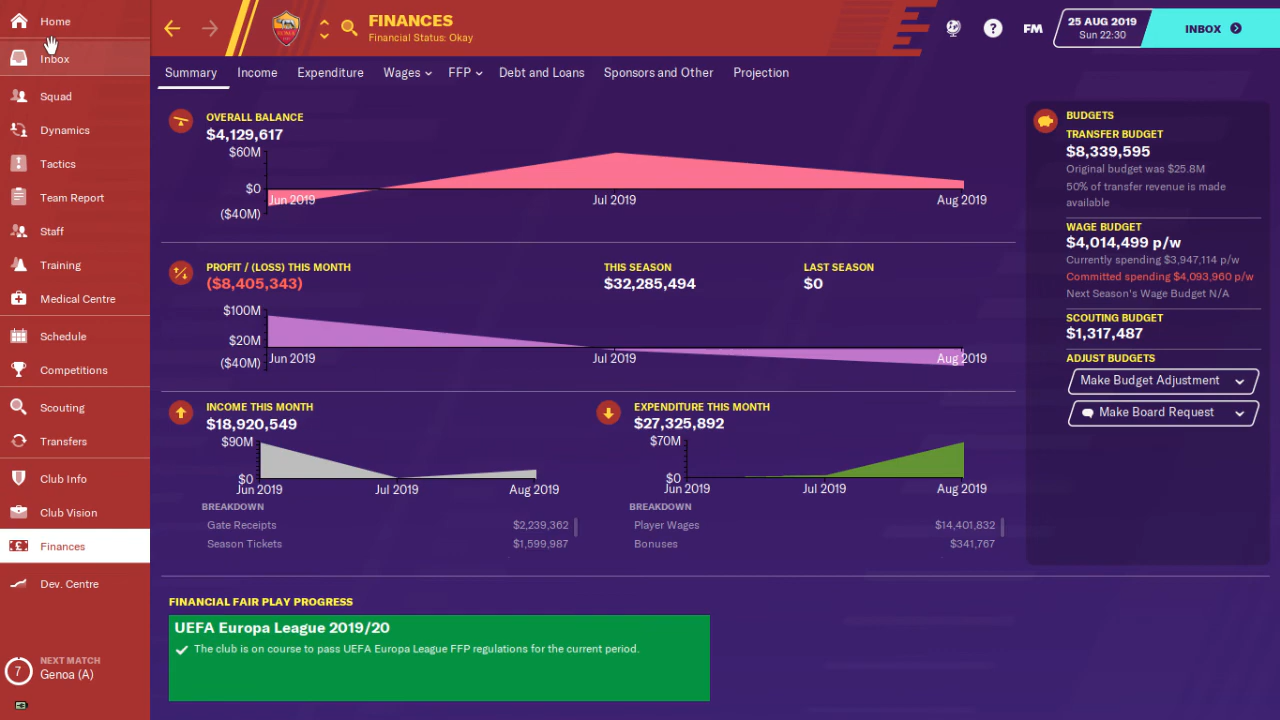 Home
Inbox
Squad
Dynamics
Tactics
Team Report
Staff
Training
Medical Centre
Schedule
Competitions
Scouting
Transfers
Club Info
Club Vision
Finances
Dev. Centre
7
NEXT MATCH
Genoa (A)
FINANCES
Financial Status: Okay
?
FM
25 AUG 2019
Sun 22:30
INBOX
Summary
Income
Expenditure
Wages
FFP
Debt and Loans
Sponsors and Other
Projection
OVERALL BALANCE
$4,129,617
$60M
$0
($40M)
Jun 2019
Jul 2019
Aug 2019
PROFIT / (LOSS) THIS MONTH
($8,405,343)
THIS SEASON
$32,285,494
LAST SEASON
$0
$100M
$20M
($40M)
Jun 2019
Jul 2019
Aug 2019
INCOME THIS MONTH
$18,920,549
$90M
$0
Jun 2019
Jul 2019
Aug 2019
BREAKDOWN
Gate Receipts $2,239,362
Season Tickets $1,599,987
EXPENDITURE THIS MONTH
$27,325,892
$70M
$0
Jun 2019
Jul 2019
Aug 2019
BREAKDOWN
Player Wages $14,401,832
Bonuses $341,767
FINANCIAL FAIR PLAY PROGRESS
UEFA Europa League 2019/20
The club is on course to pass UEFA Europa League FFP regulations for the current period.
BUDGETS
TRANSFER BUDGET
$8,339,595
Original budget was $25.8M
50% of transfer revenue is made
available
WAGE BUDGET
$4,014,499 p/w
Currently spending $3,947,114 p/w
Committed spending $4,093,960 p/w
Next Season's Wage Budget N/A
SCOUTING BUDGET
$1,317,487
ADJUST BUDGETS
Make Budget Adjustment
Make Board Request